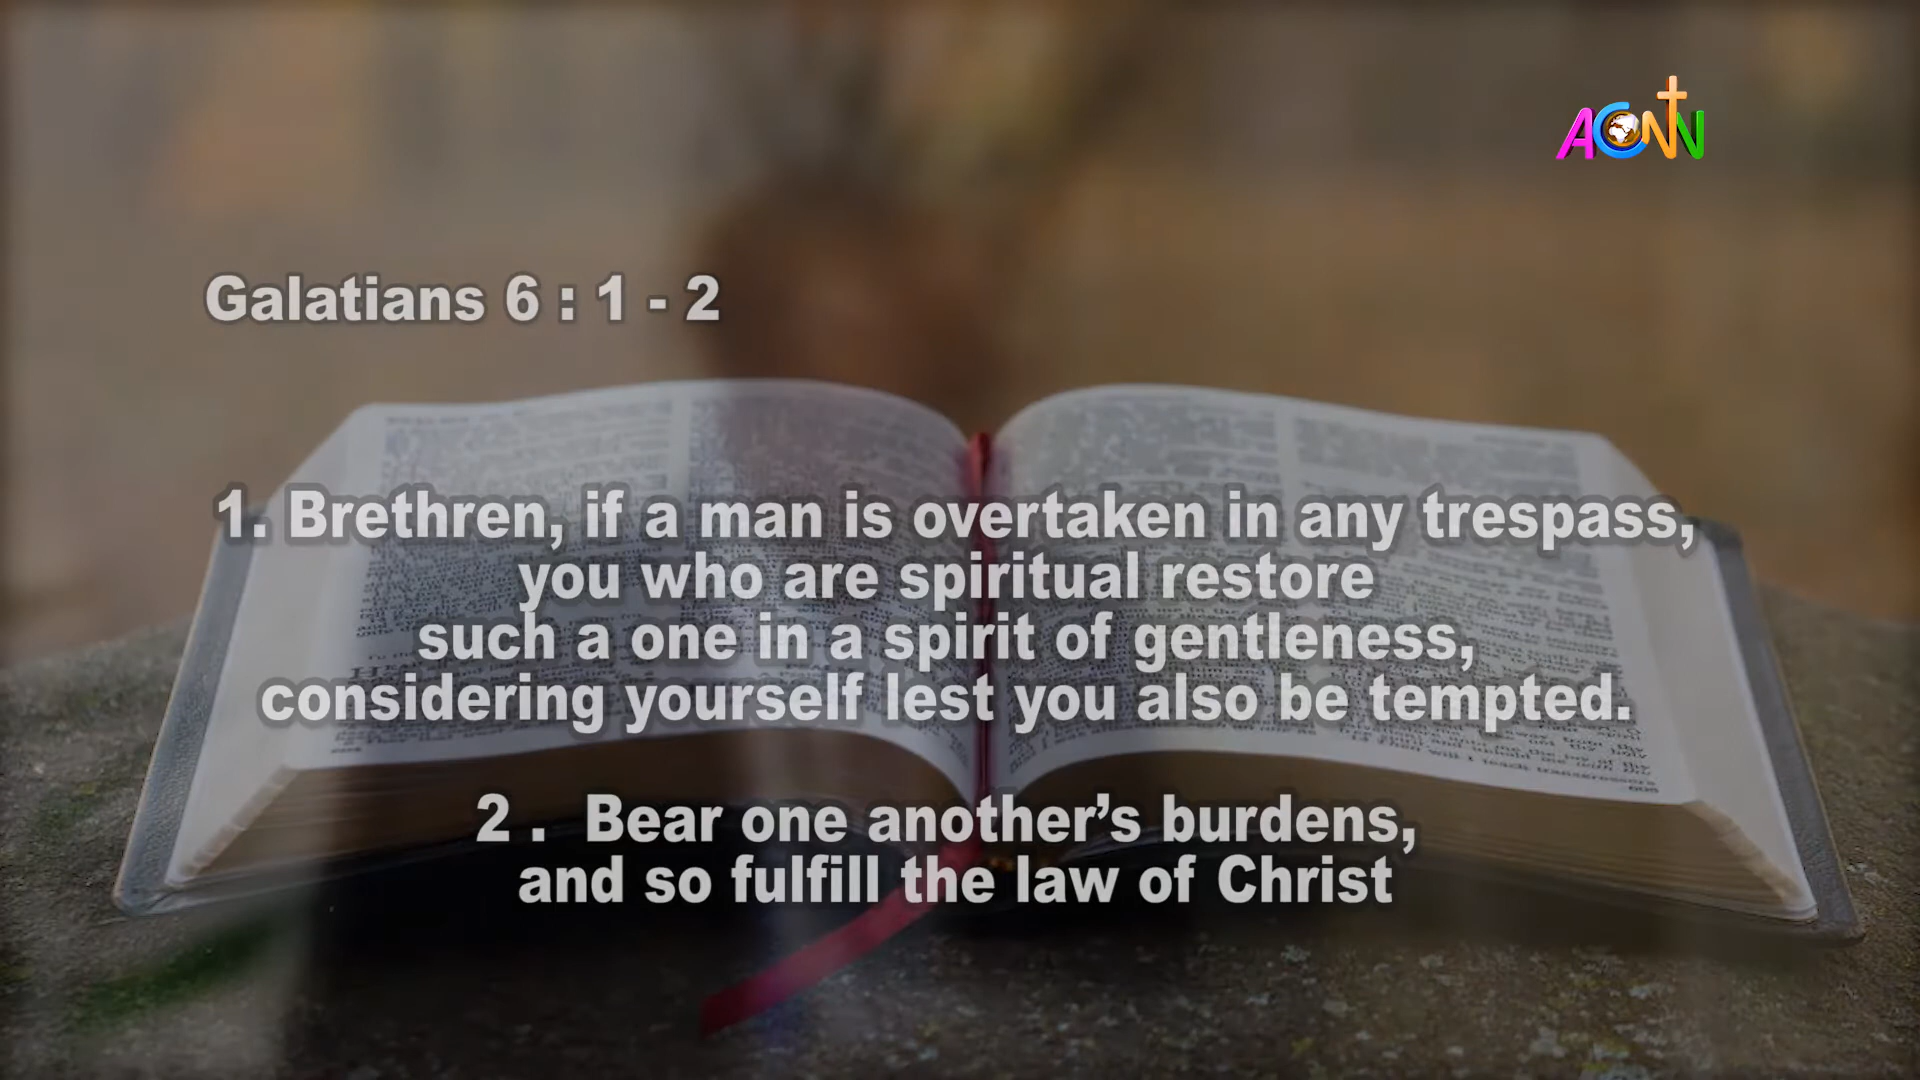 ACNN
Galatians 6 : 1 - 2
1. Brethren, if a man is overtaken in any trespass,
you who are spiritual restore
such a one in a spirit of gentleness,
considering yourself lest you also be tempted.
2 . Bear one another’s burdens,
and so fulfill the law of Christ